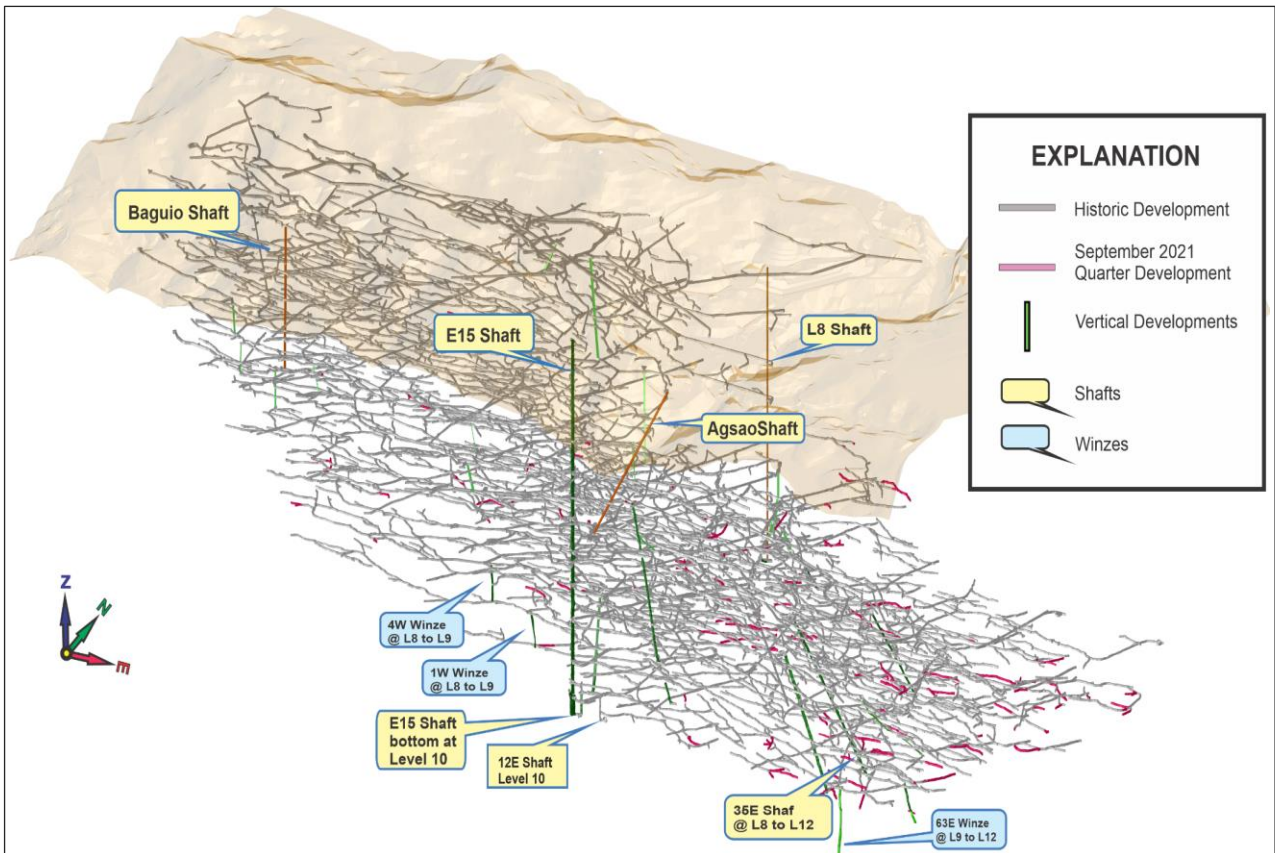 EXPLANATION
Historic Development
September 2021
Quarter Development
Vertical Developments
Shafts
Winzes
Baguio Shaft
E15 Shaft
L8 Shaft
AgsaoShaft
Z
N
E
4W Winze
@ L8 to L9
1W Winze
@ L8 to L9
E15 Shaft
bottom at
Level 10
12E Shaft
Level 10
35E Shaf
@ L8 to L12
63E Winze
@ L9 to L12